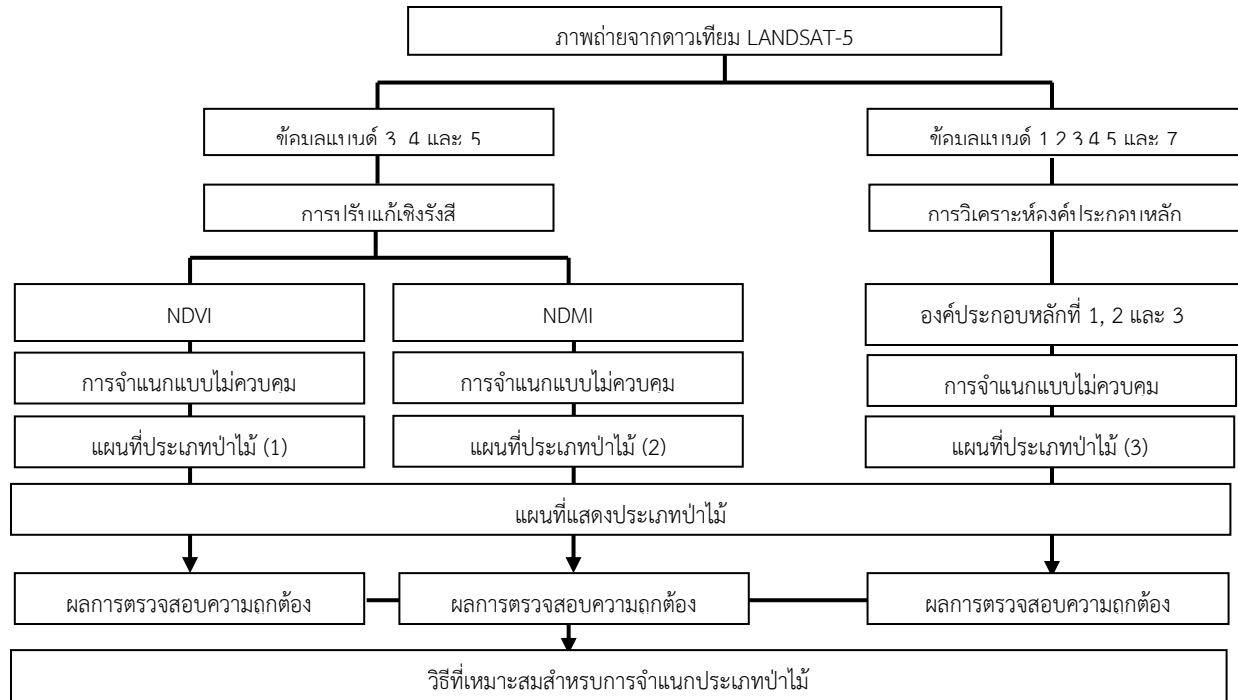 ภาพถ่ายจากดาวเทียม LANDSAT-5
ข้อมูลแบนด์ 3 4 และ 5
ข้อมูลแบนด์ 1 2 3 4 5 และ 7
การปรับแก้เชิงรังสี
การวิเคราะห์องค์ประกอบหลัก
NDVI
NDMI
องค์ประกอบหลักที่ 1, 2 และ 3
การจำแนกแบบไม่ควบคุม
การจำแนกแบบไม่ควบคุม
การจำแนกแบบไม่ควบคุม
แผนที่ประเภทป่าไม้ (1)
แผนที่ประเภทป่าไม้ (2)
แผนที่ประเภทป่าไม้ (3)
แผนที่แสดงประเภทป่าไม้
ผลการตรวจสอบความถูกต้อง
ผลการตรวจสอบความถูกต้อง
ผลการตรวจสอบความถูกต้อง
วิธีที่เหมาะสมสำหรับการจำแนกประเภทป่าไม้